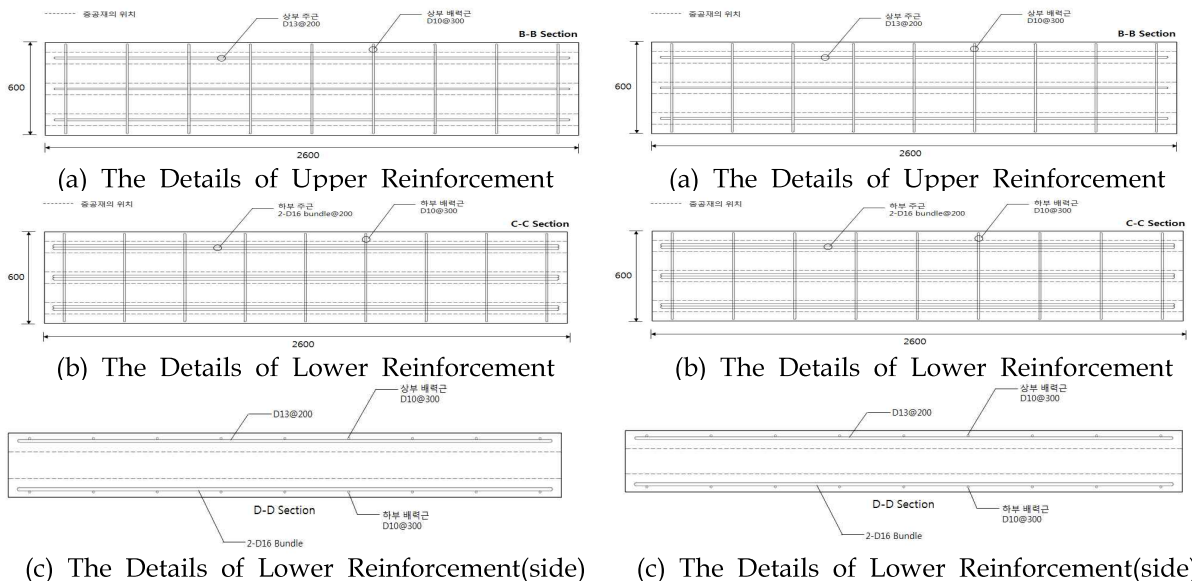 중공재의 위치
상부 주근
D13@200
상부 배력근
D10@300
B-B Section
600
2600
(a) The Details of Upper Reinforcement
중공재의 위치
하부 주근
2-D16 bundle@200
하부 배력근
D10@300
C-C Section
600
2600
(b) The Details of Lower Reinforcement
D13@200
상부 배력근
D10@300
D-D Section
하부 배력근
D10@300
2-D16 Bundle
(c) The Details of Lower Reinforcement(side)
중공재의 위치
상부 주근
D13@200
상부 배력근
D10@300
B-B Section
600
2600
(a) The Details of Upper Reinforcement
중공재의 위치
하부 주근
2-D16 bundle@200
하부 배력근
D10@300
C-C Section
600
2600
(b) The Details of Lower Reinforcement
D13@200
상부 배력근
D10@300
D-D Section
하부 배력근
D10@300
2-D16 Bundle
(c) The Details of Lower Reinforcement(side)